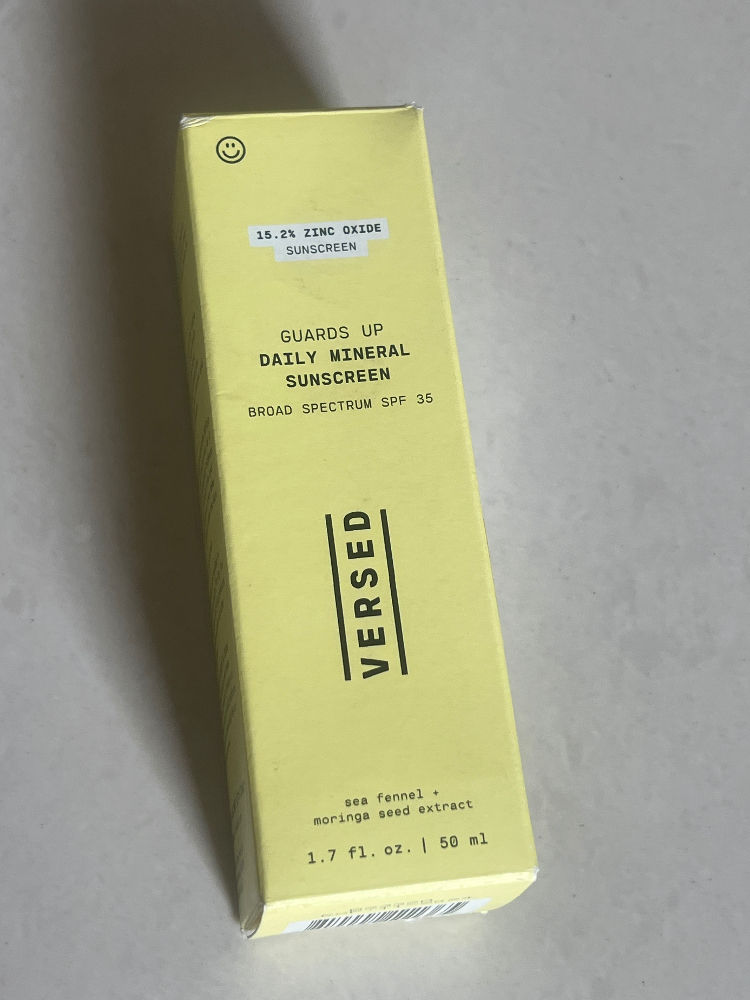 15.2% ZINC OXIDE
SUNSCREEN
GUARDS UP
DAILY MINERAL
SUNSCREEN
BROAD SPECTRUM SPF 35
VERSED
sea fennel +
moringa seed extract
1.7 fl. oz. | 50 ml